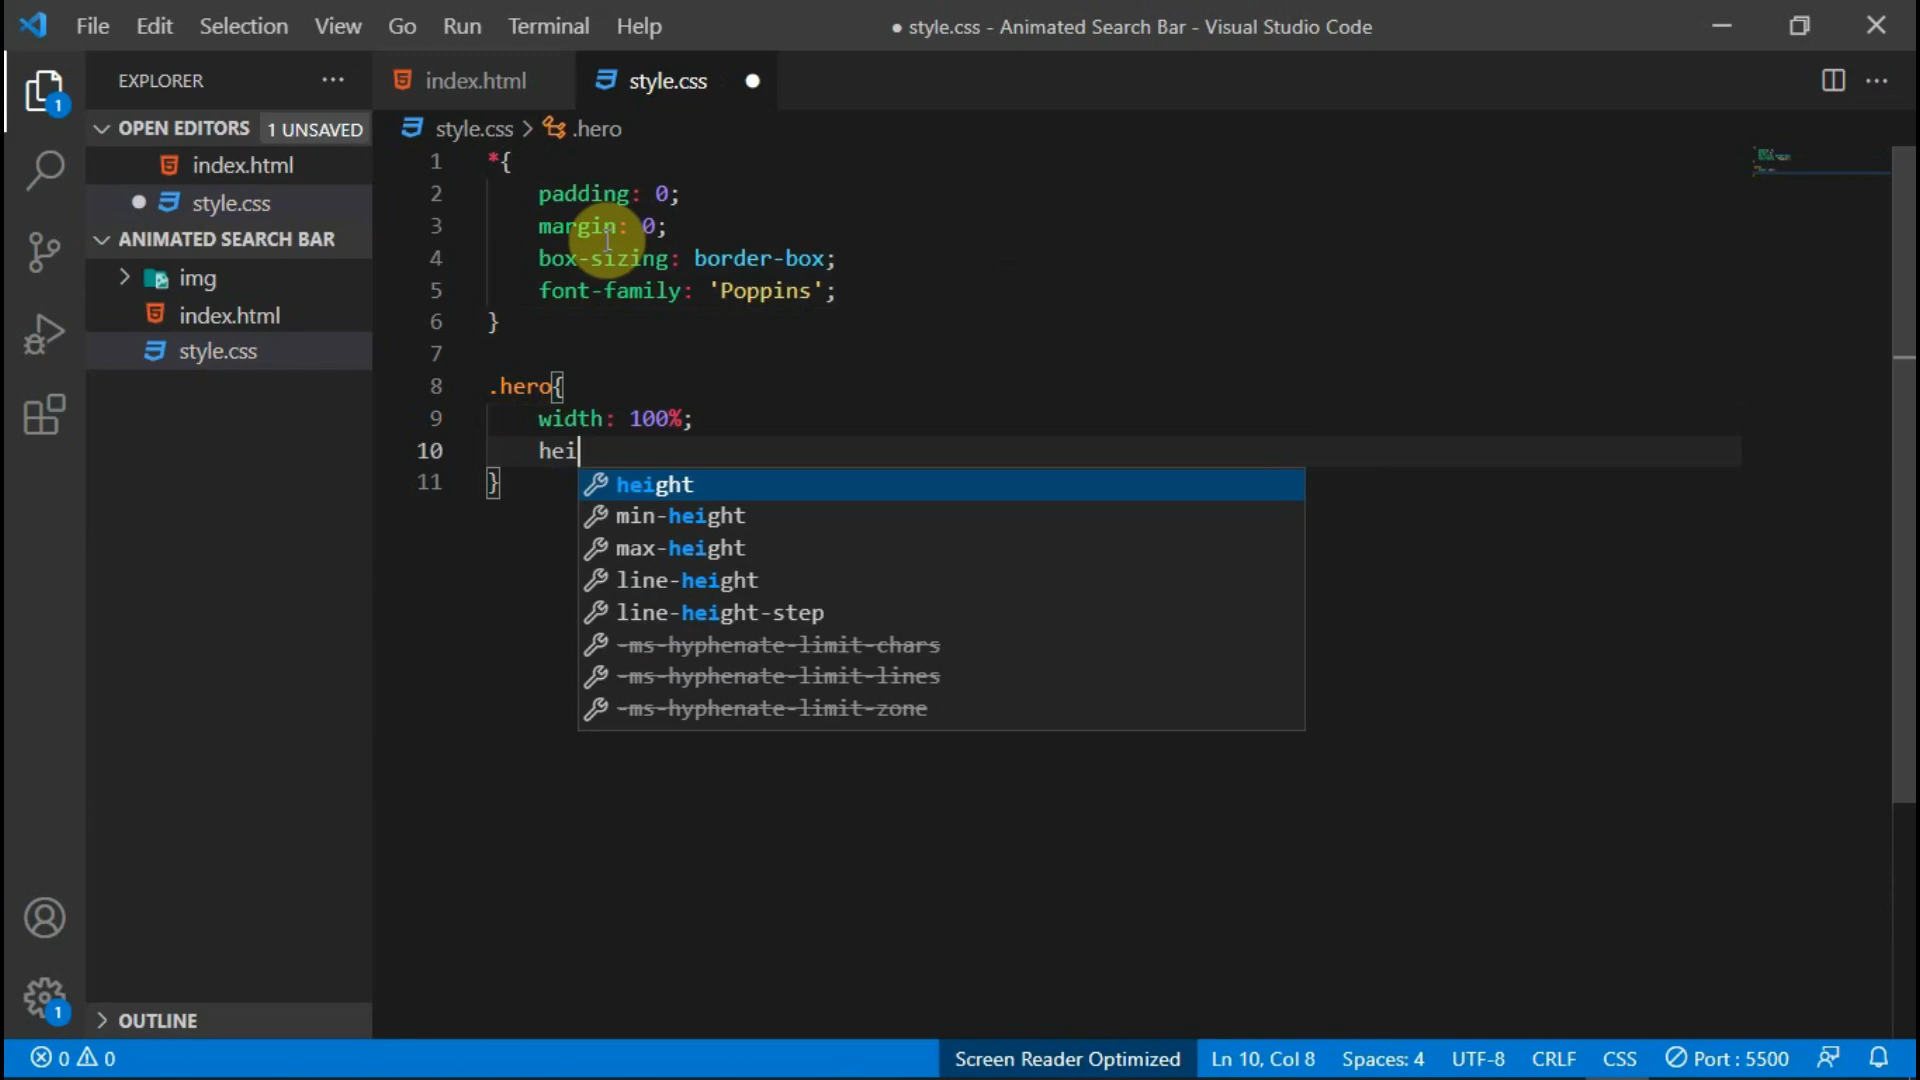 File Edit Selection View Go Run Terminal Help
● style.css - Animated Search Bar - Visual Studio Code
EXPLORER
index.html
style.css
1
OPEN EDITORS 1 UNSAVED
index.html
style.css
ANIMATED SEARCH BAR
img
index.html
style.css
style.css > .hero
1 *{
2 padding: 0;
3 margin: 0;
4 box-sizing: border-box;
5 font-family: 'Poppins';
6 }
7
8 .hero{
9 width: 100%;
10 hei
11 }
height
min-height
max-height
line-height
line-height-step
-ms-hyphenate-limit-chars
-ms-hyphenate-limit-lines
-ms-hyphenate-limit-zone
1
OUTLINE
0 0
Screen Reader Optimized Ln 10, Col 8 Spaces: 4 UTF-8 CRLF CSS Port : 5500